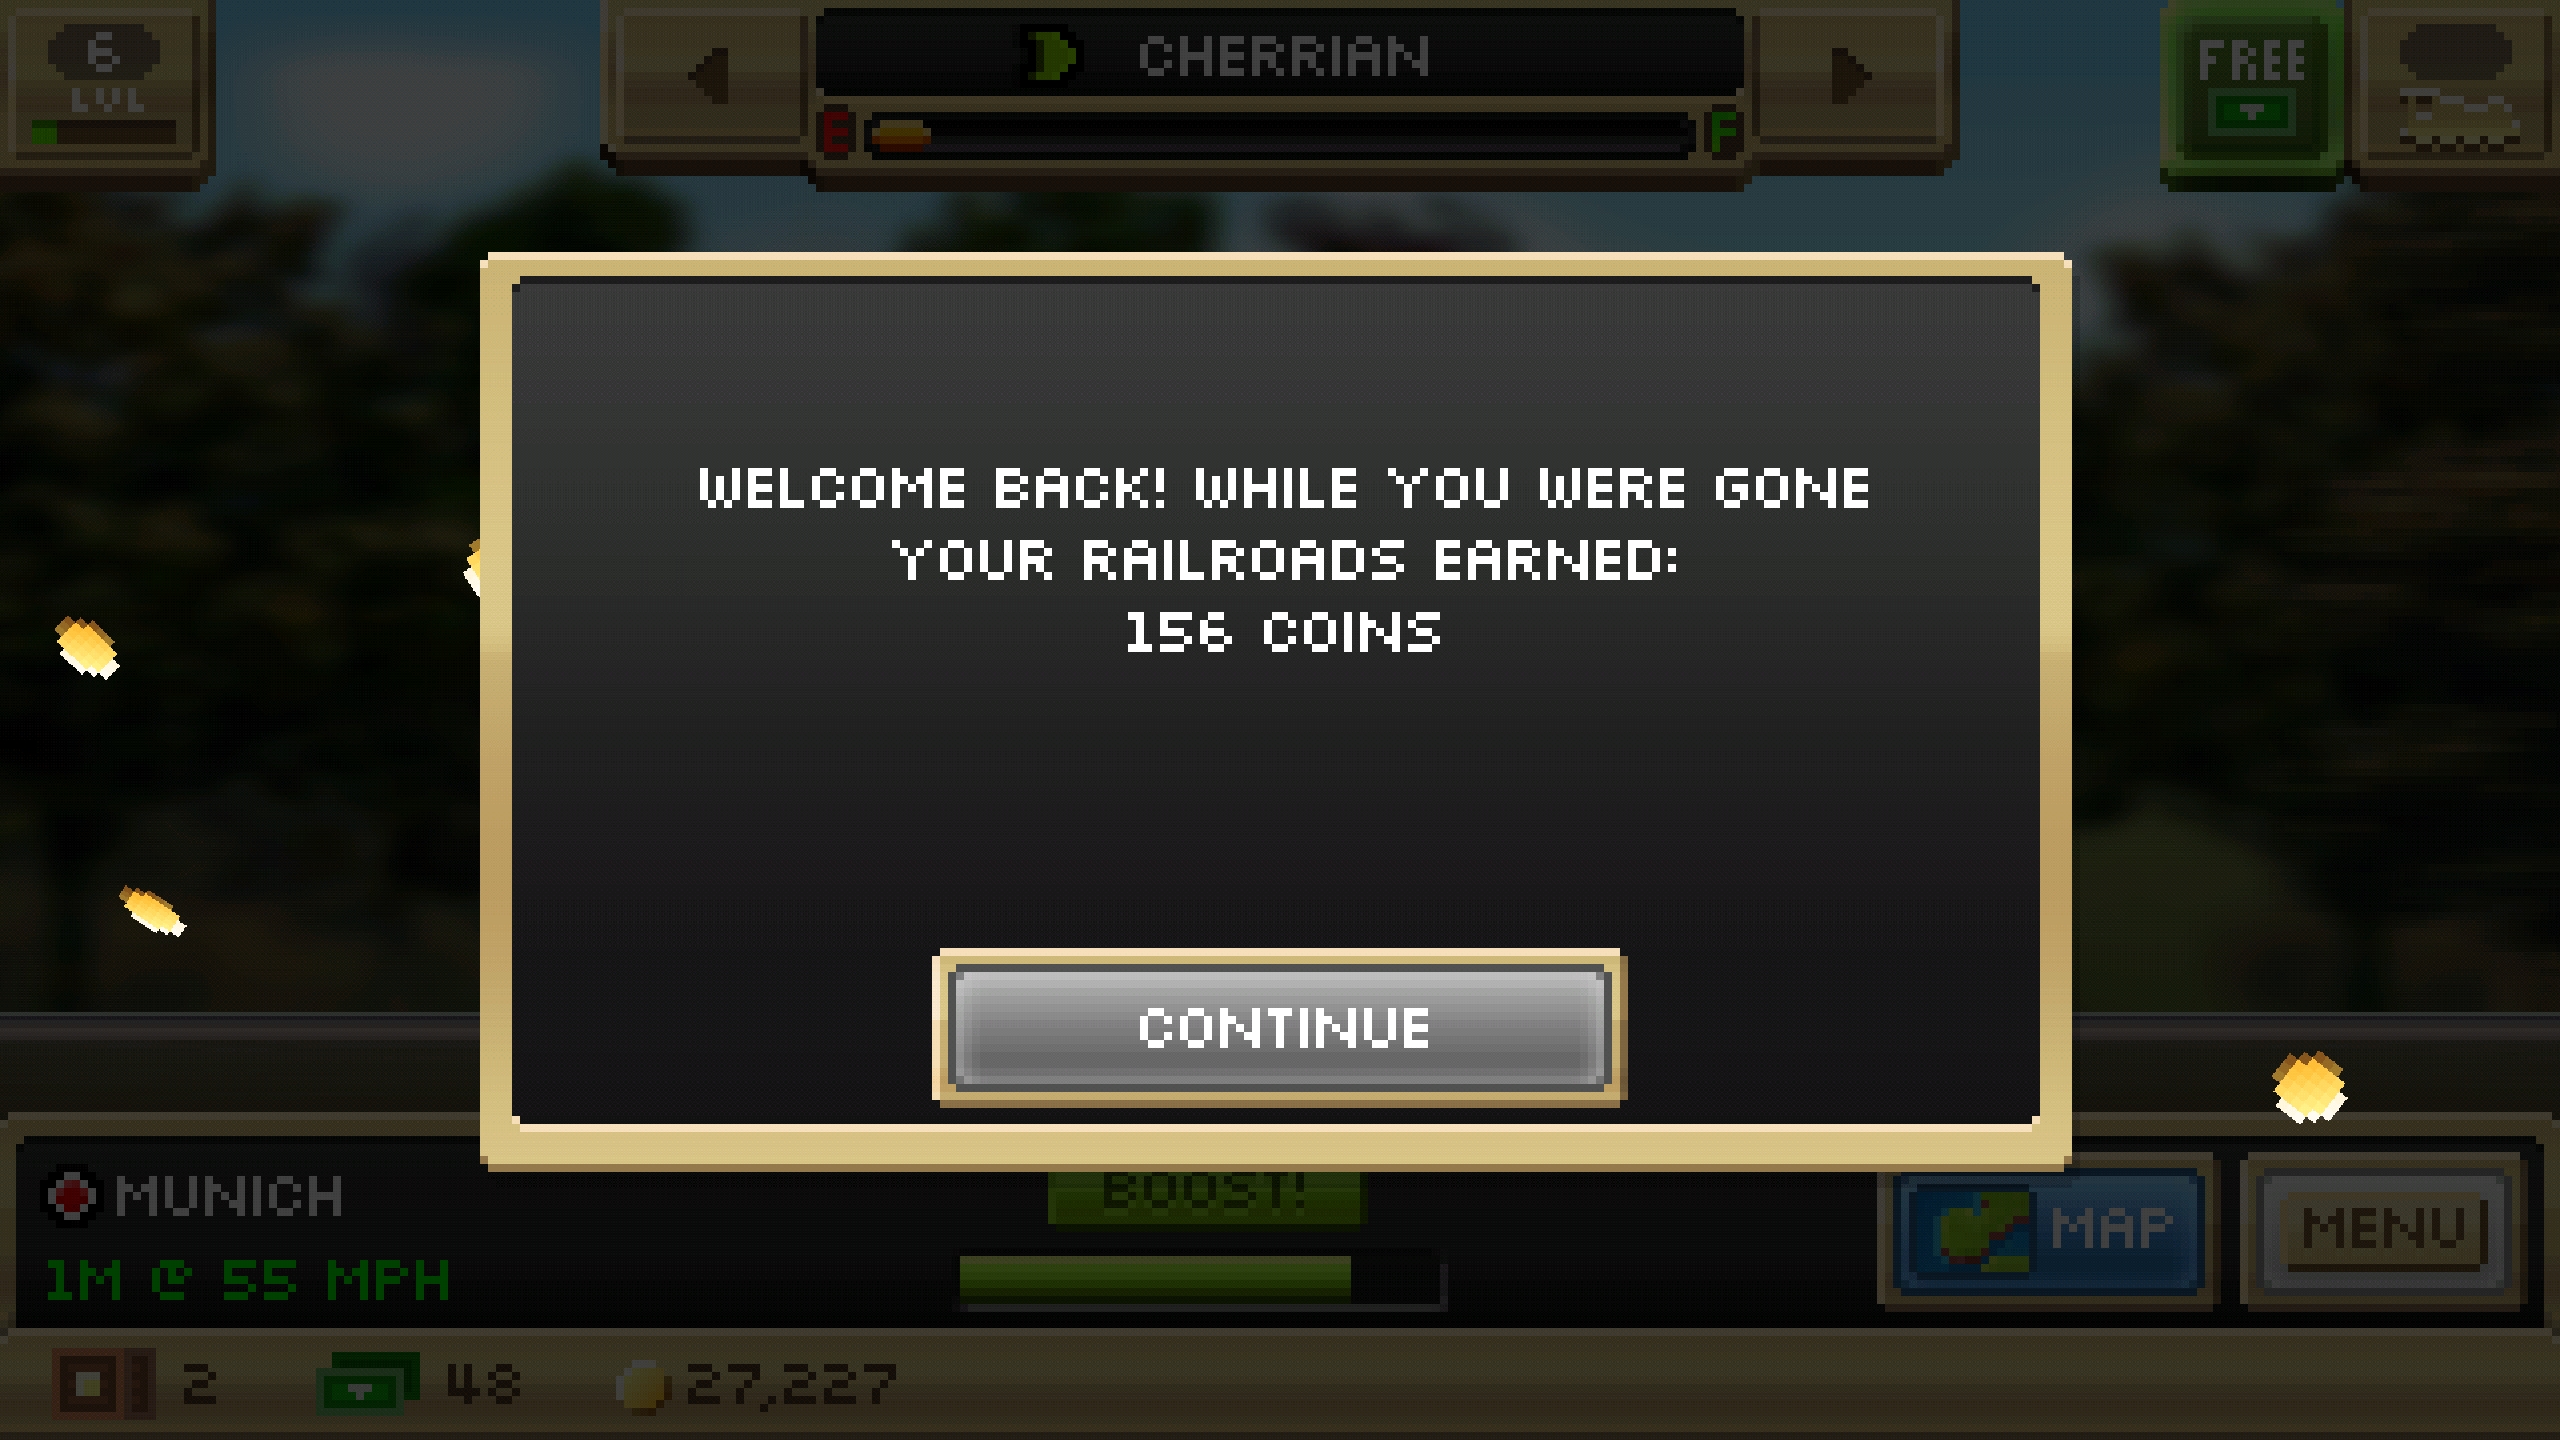 6
LVL
CHERRIAN
E
F
FREE
WELCOME BACK! WHILE YOU WERE GONE
YOUR RAILROADS EARNED:
156 COINS
CONTINUE
MUNICH
1M @ 55 MPH
BOOST!
MAP
MENU
2
48
27,227